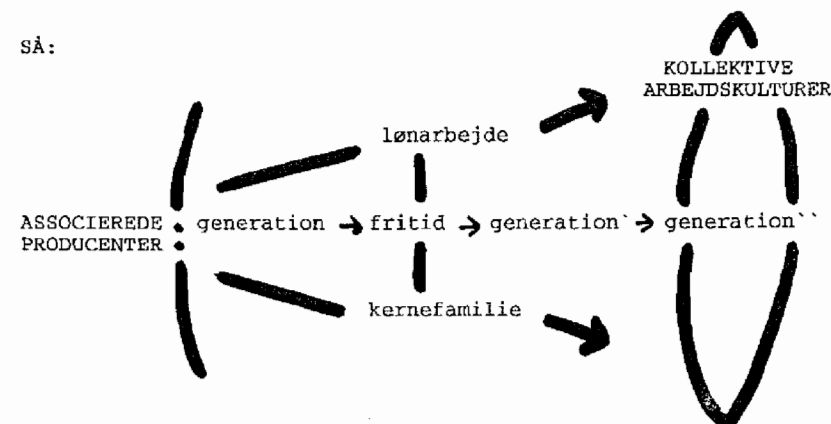 SÅ:
KOLLEKTIVE
ARBEJDSKULTURER
lønarbejde
ASSOCIEREDE : generation → fritid → generation` → generation``
PRODUCENTER
kernefamilie